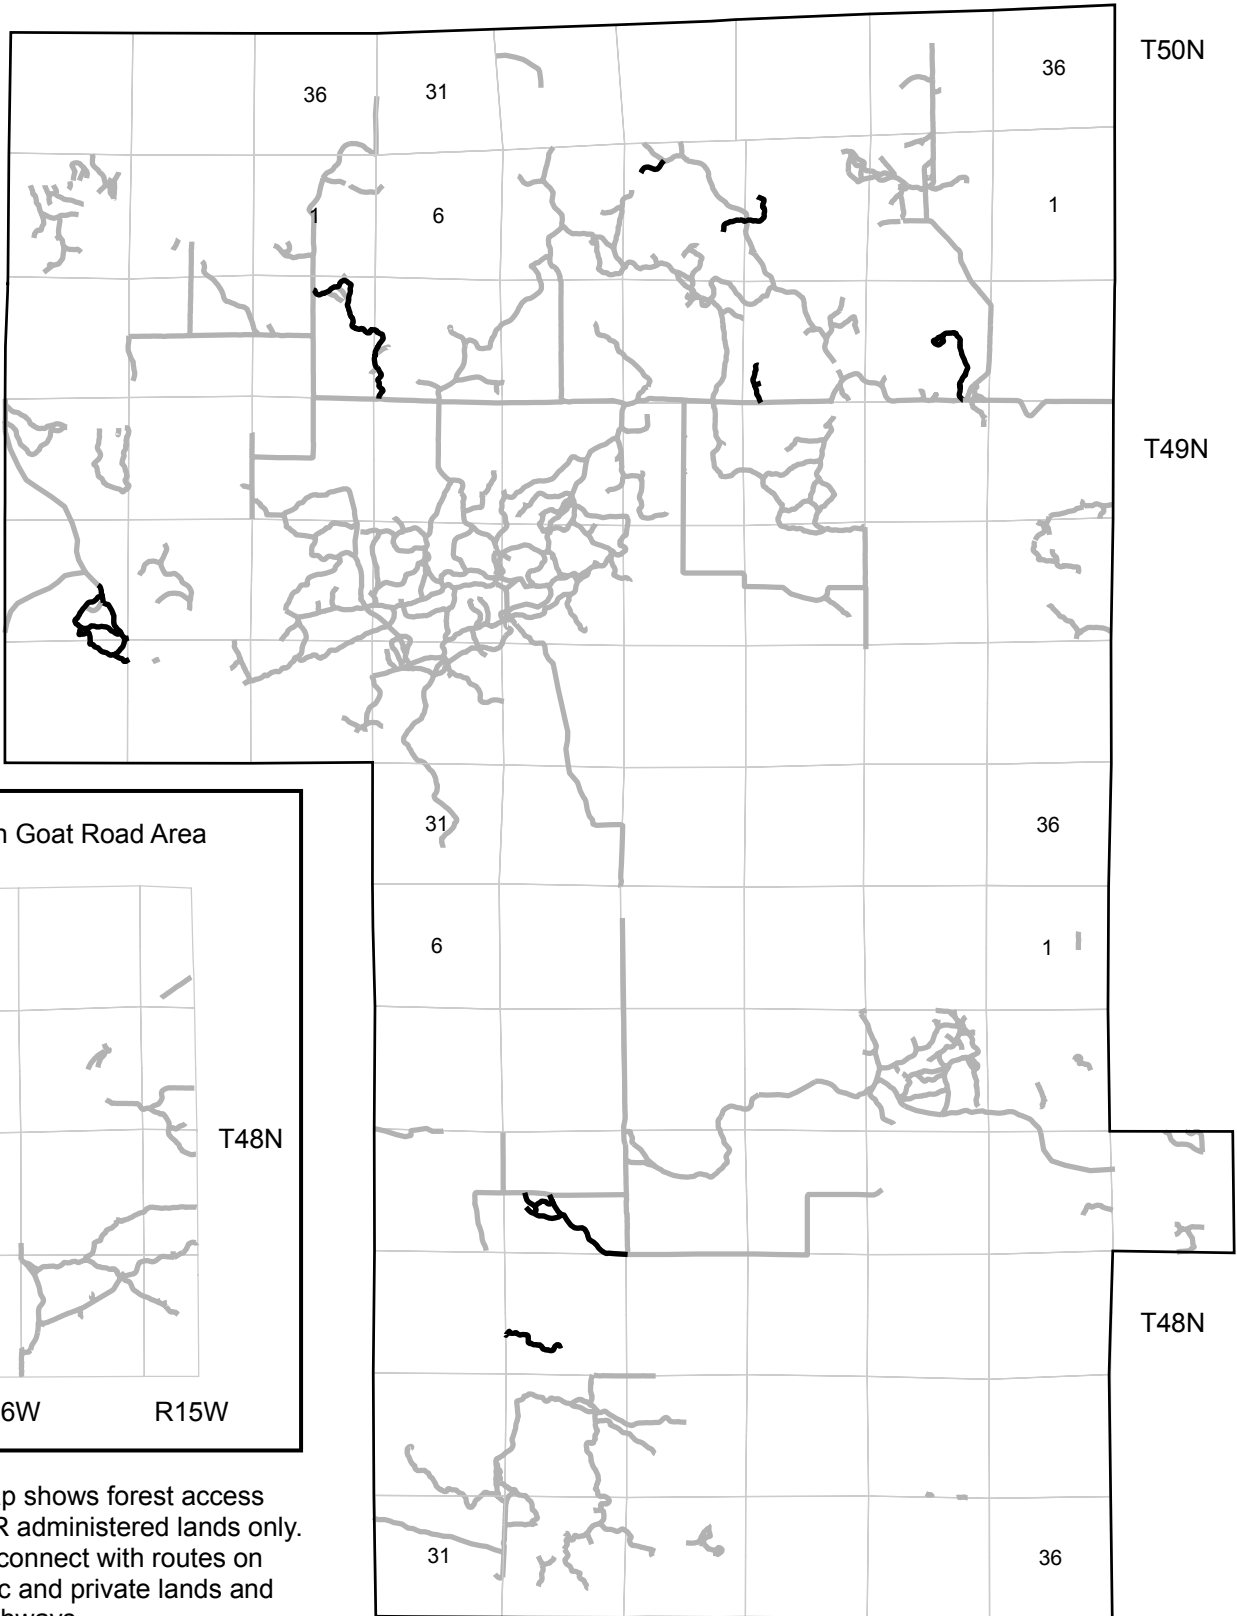 T50N
36
31
36
1
6
1
T49N
31
36
Goat Road Area
6
1
T48N
T48N
6W
R15W
shows forest access
administered lands only.
connect with routes on
and private lands and
31
36